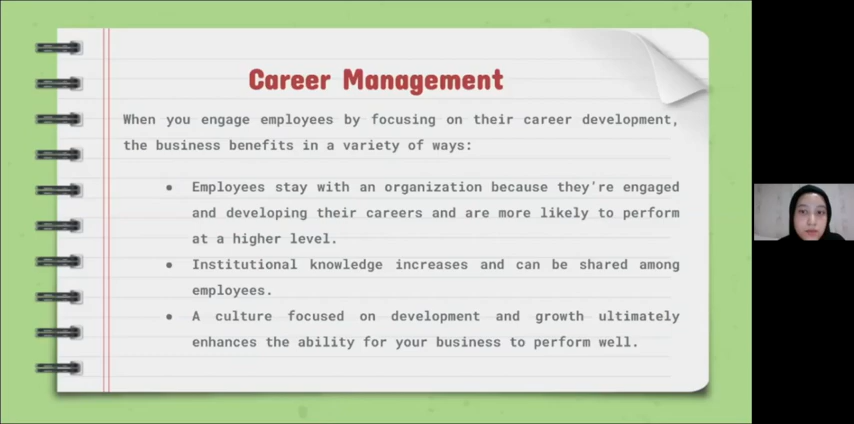 Career Management
When you engage employees by focusing on their career development,
the business benefits in a variety of ways:
● Employees stay with an organization because they're engaged
and developing their careers and are more likely to perform
at a higher level.
● Institutional knowledge increases and can be shared among
employees.
● A culture focused on development and growth ultimately
enhances the ability for your business to perform well.